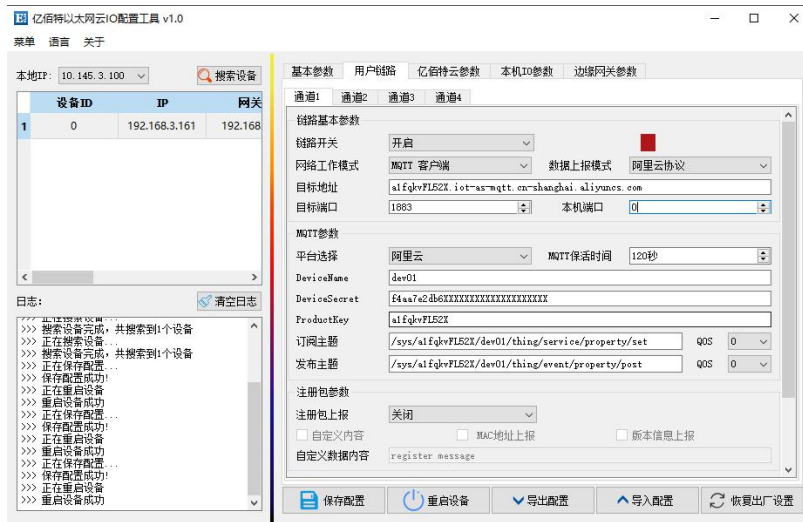 亿佰特以太网云IO配置工具 v1.0
菜单 语言 关于
本地IP: 10.145.3.100 搜索设备
设备ID IP 网关
1 0 192.168.3.161 192.168
日志: 清空日志
>>> 搜索设备完成，共搜索到1个设备
>>> 正在搜索设备...
>>> 搜索设备完成，共搜索到1个设备
>>> 正在保存配置...
>>> 保存配置成功!
>>> 正在重启设备
>>> 重启设备成功
>>> 正在保存配置...
>>> 保存配置成功!
>>> 正在重启设备
>>> 重启设备成功
>>> 正在保存配置...
>>> 保存配置成功!
>>> 正在重启设备
>>> 重启设备成功
基本参数 用户链路 亿佰特云参数 本机IO参数 边缘网关参数
通道1 通道2 通道3 通道4
链路基本参数
链路开关 开启
网络工作模式 MQTT 客户端 数据上报模式 阿里云协议
目标地址 a1fqkvFL52X.iot-as-mqtt.cn-shanghai.aliyuncs.com
目标端口 1883 本机端口 0
MQTT参数
平台选择 阿里云 MQTT保活时间 120秒
DeviceName dev01
DeviceSecret f4aa7e2db6XXXXXXXXXXXXXXXXXXXXXX
ProductKey a1fqkvFL52X
订阅主题 /sys/a1fqkvFL52X/dev01/thing/service/property/set QOS 0
发布主题 /sys/a1fqkvFL52X/dev01/thing/event/property/post QOS 0
注册包参数
注册包上报 关闭
自定义内容 MAC地址上报 版本信息上报
自定义数据内容 register message
保存配置 重启设备 导出配置 导入配置 恢复出厂设置